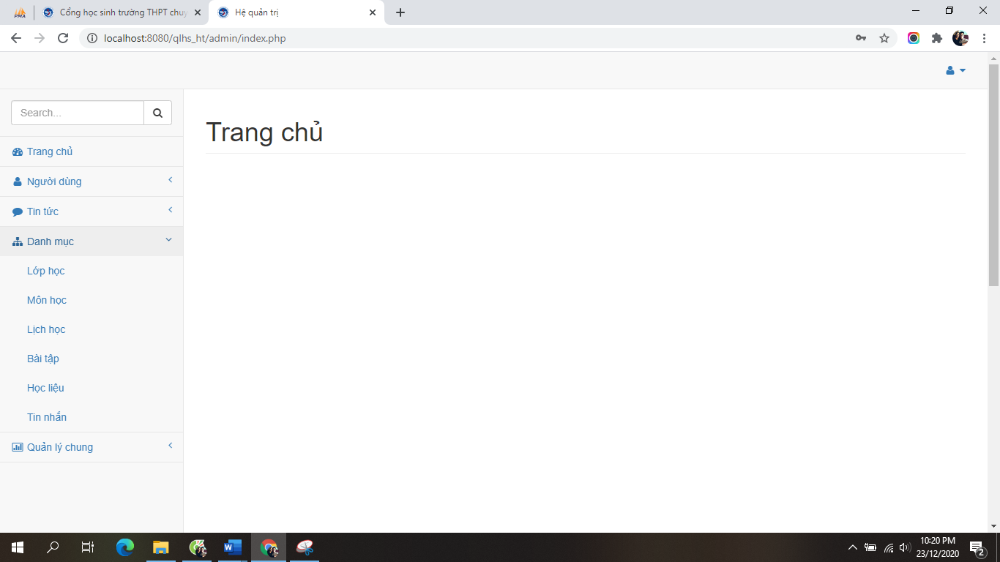 PMA
Cổng học sinh trường THPT chuy
Hệ quản trị
localhost:8080/qlhs_ht/admin/index.php
Search...
Trang chủ
Trang chủ
Người dùng
Tin tức
Danh mục
Lớp học
Môn học
Lịch học
Bài tập
Học liệu
Tin nhắn
Quản lý chung
10:20 PM
23/12/2020
2